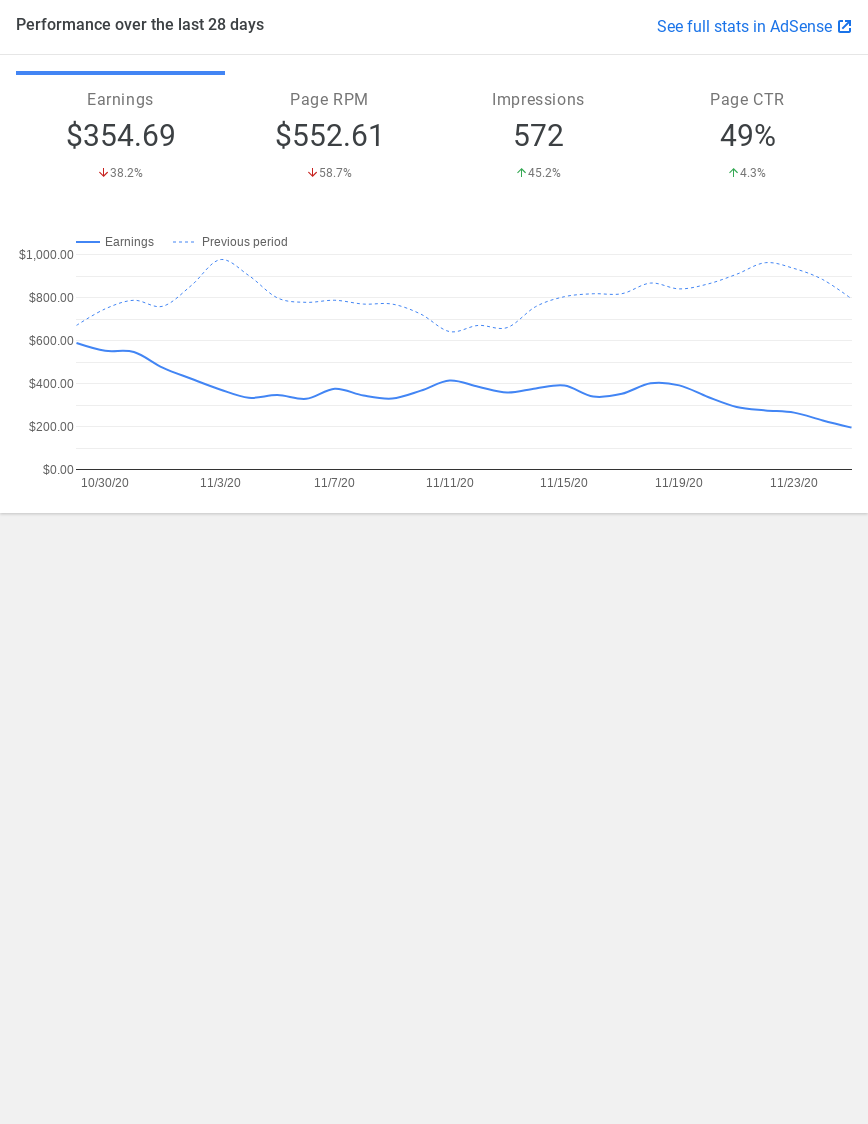 Performance over the last 28 days
See full stats in AdSense
Earnings
$354.69
38.2%
Page RPM
$552.61
58.7%
Impressions
572
45.2%
Page CTR
49%
4.3%
Earnings
Previous period
$1,000.00
$800.00
$600.00
$400.00
$200.00
$0.00
10/30/20
11/3/20
11/7/20
11/11/20
11/15/20
11/19/20
11/23/20